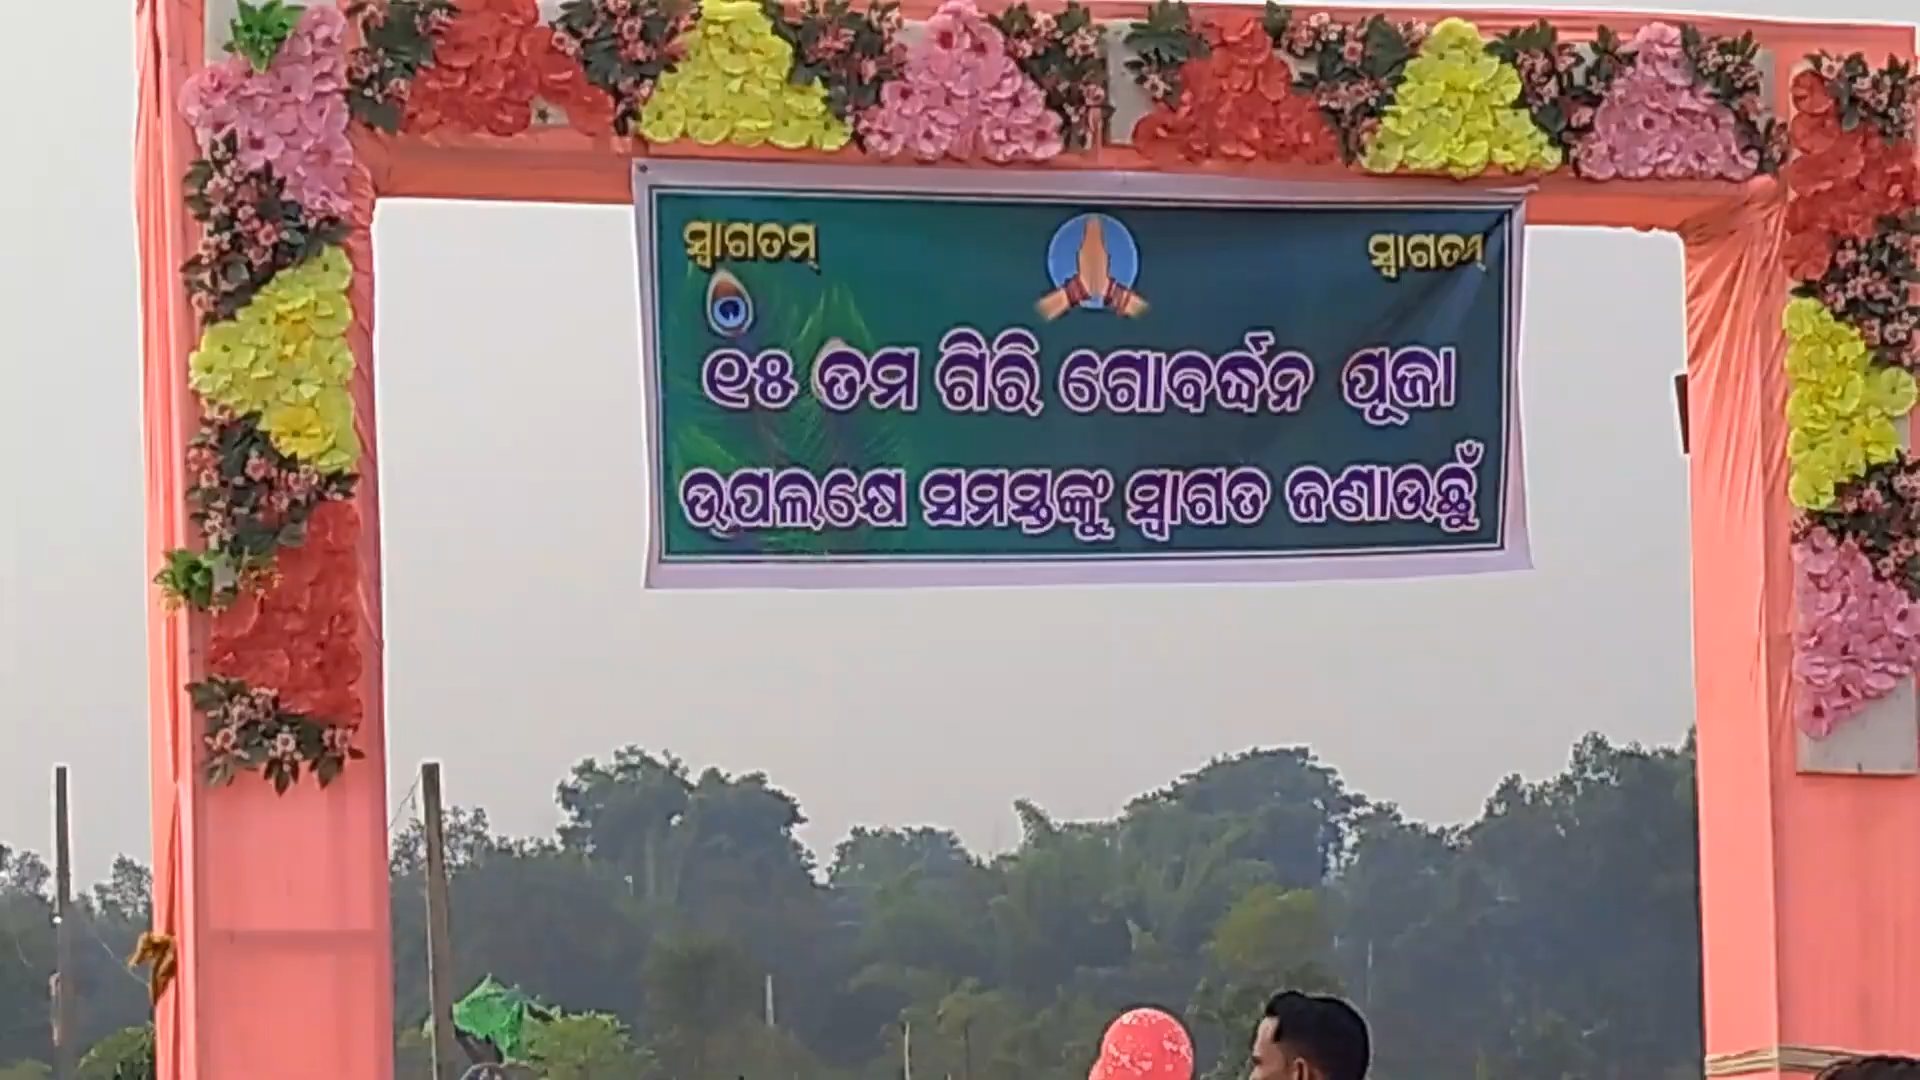 ସ୍ୱାଗତମ୍ ସ୍ୱାଗତମ୍
୧୫ ତମ ଗିରି ଗୋବର୍ଦ୍ଧନ ପୂଜା
ଉପଲକ୍ଷେ ସମସ୍ତଙ୍କୁ ସ୍ୱାଗତ ଜଣାଉଛୁଁ